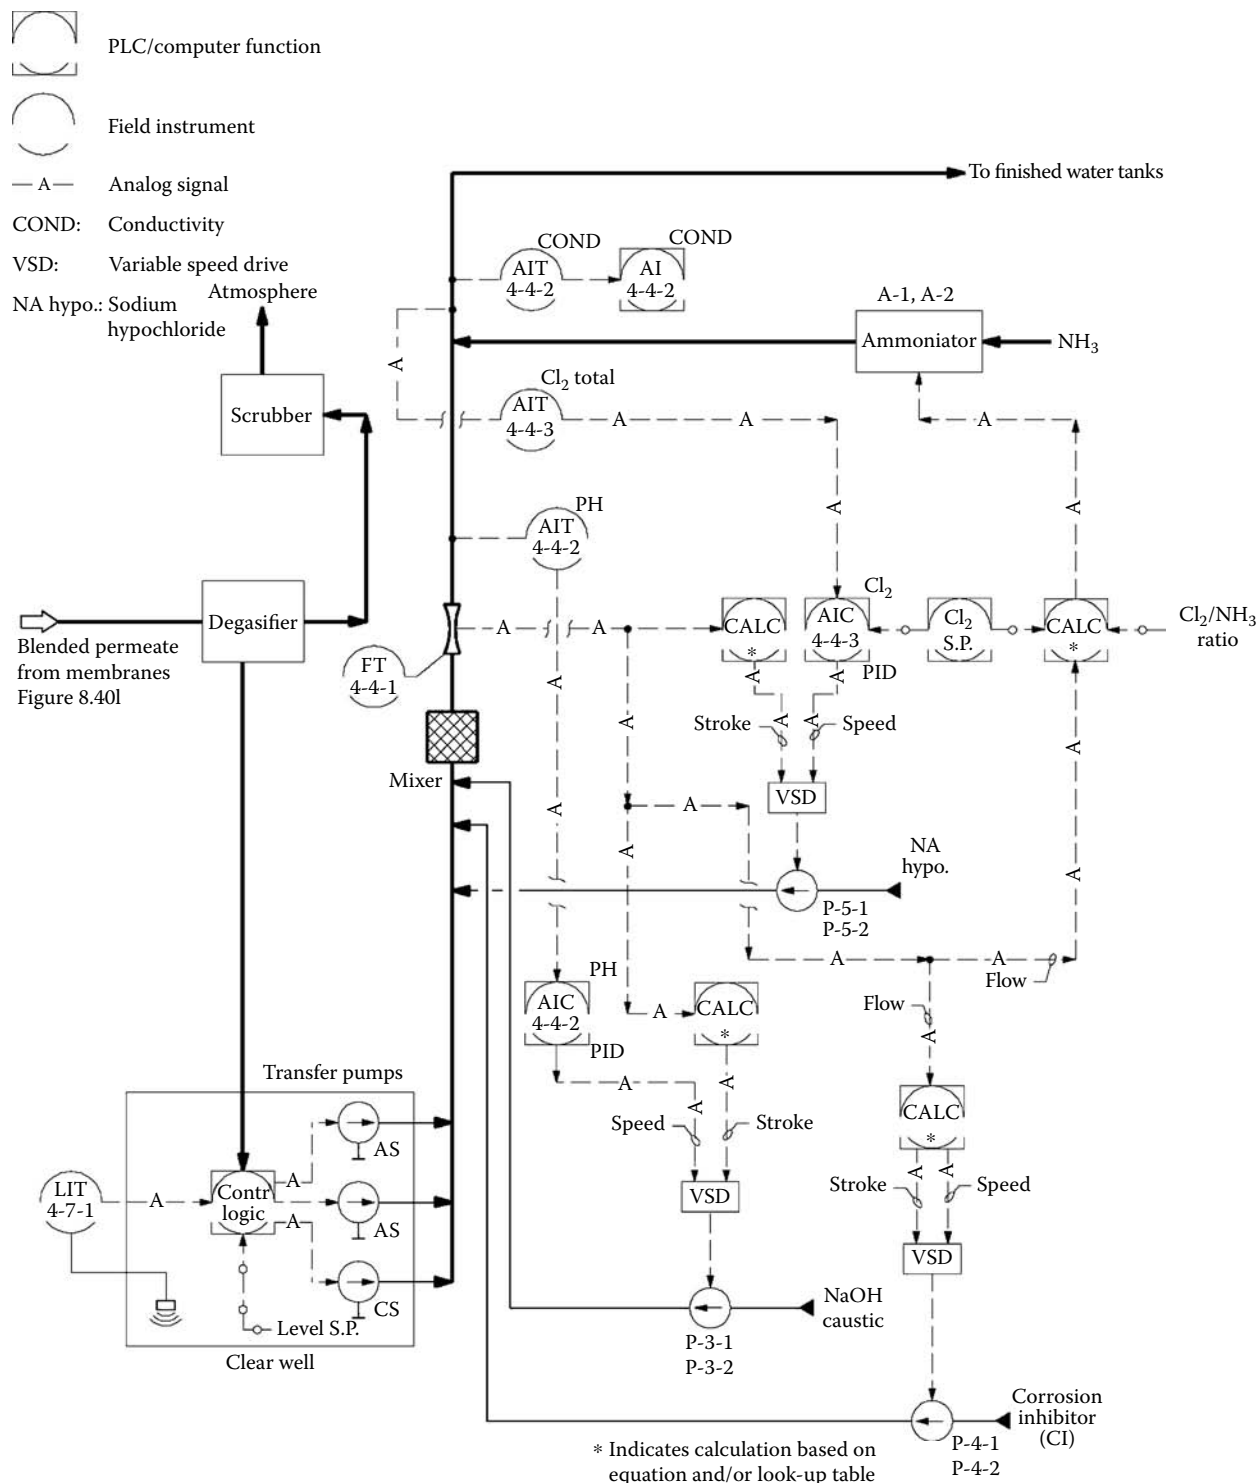 PLC/computer function
Field instrument
A Analog signal
COND: Conductivity
VSD: Variable speed drive
NA hypo.: Sodium
hypochloride
Atmosphere
Scrubber
Degasifier
Blended permeate
from membranes
Figure 8.40l
To finished water tanks
COND
AIT
4-4-2
COND
AI
4-4-2
A-1, A-2
Ammoniator
NH3
A
Cl2 total
AIT
4-4-3
A
A
A
A
A
PH
AIT
4-4-2
A
A
FT
4-4-1
CALC
*
Cl2
AIC
4-4-3
PID
Cl2
S.P.
CALC
*
Cl2/NH3
ratio
A
A
A
A
A
Stroke
Speed
A
A
Mixer
VSD
A
A
A
A
A
NA
hypo.
P-5-1
P-5-2
A
A
Flow
Flow
A
PH
AIC
4-4-2
PID
A
CALC
*
A
A
A
Speed
Stroke
VSD
CALC
*
A
A
Stroke
Speed
VSD
Transfer pumps
LIT
4-7-1
A
Contr
logic
A
A
AS
AS
CS
Level S.P.
Clear well
NaOH
caustic
P-3-1
P-3-2
Corrosion
inhibitor
(CI)
P-4-1
P-4-2
* Indicates calculation based on
equation and/or look-up table